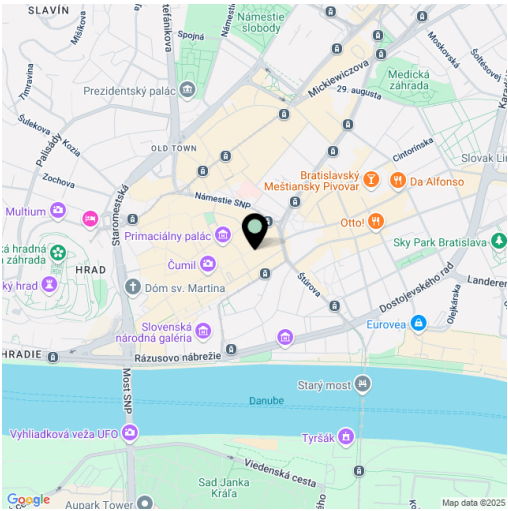 SLAVÍN
Mišíkova
Štefánikova
Spojná
Námestie
slobody
Mickiewiczova
Moskovská
Šoltésovej
Timravina
Prezidentský palác
Medická
záhrada
29. augusta
Šulekova
Kozia
Palisády
OLD TOWN
Cintorínska
Slovak Lin
Zochova
Bratislavský
Meštiansky Pivovar
Da Alfonso
Námestie SNP
Multium
Staromestská
Otto!
Primaciálny palác
Sky Park Bratislava
ká hradná
záhrada
HRAD
Čumil
Štúrova
Dostojevského rad
Landerer
ký hrad
Dóm sv. Martina
Olejkárska
Eurovea
Slovenská
národná galéria
HRADIE
Rázusovo nábrežie
Most SNP
Starý most
Danube
Vyhliadková veža UFO
Tyršák
Viedenská cesta
Sad Janka
Kráľa
Aupark Tower
Google
Map data ©2025